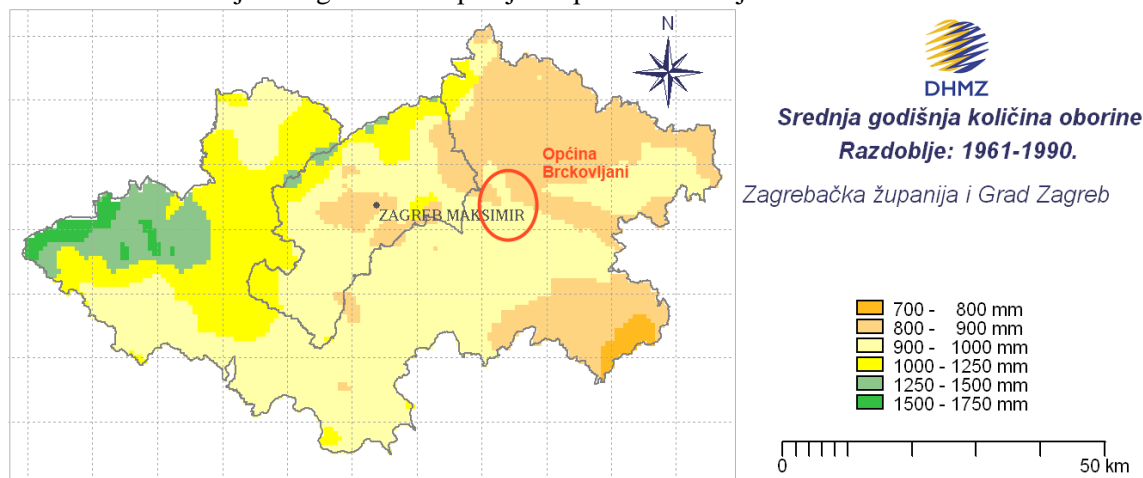 N
DHMZ
Srednja godišnja količina oborine
Razdoblje: 1961-1990.
Zagrebačka županija i Grad Zagreb
Općina
Brckovljani
ZAGREB MAKSIMIR
700 - 800 mm
800 - 900 mm
900 - 1000 mm
1000 - 1250 mm
1250 - 1500 mm
1500 - 1750 mm
0 50 km